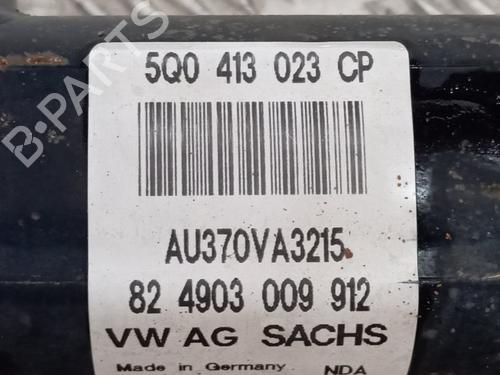 5Q0 413 023 CP
AU370VA3215
82 4903 009 912
VW AG SACHS
Made in Germany NDA
B-PARTS